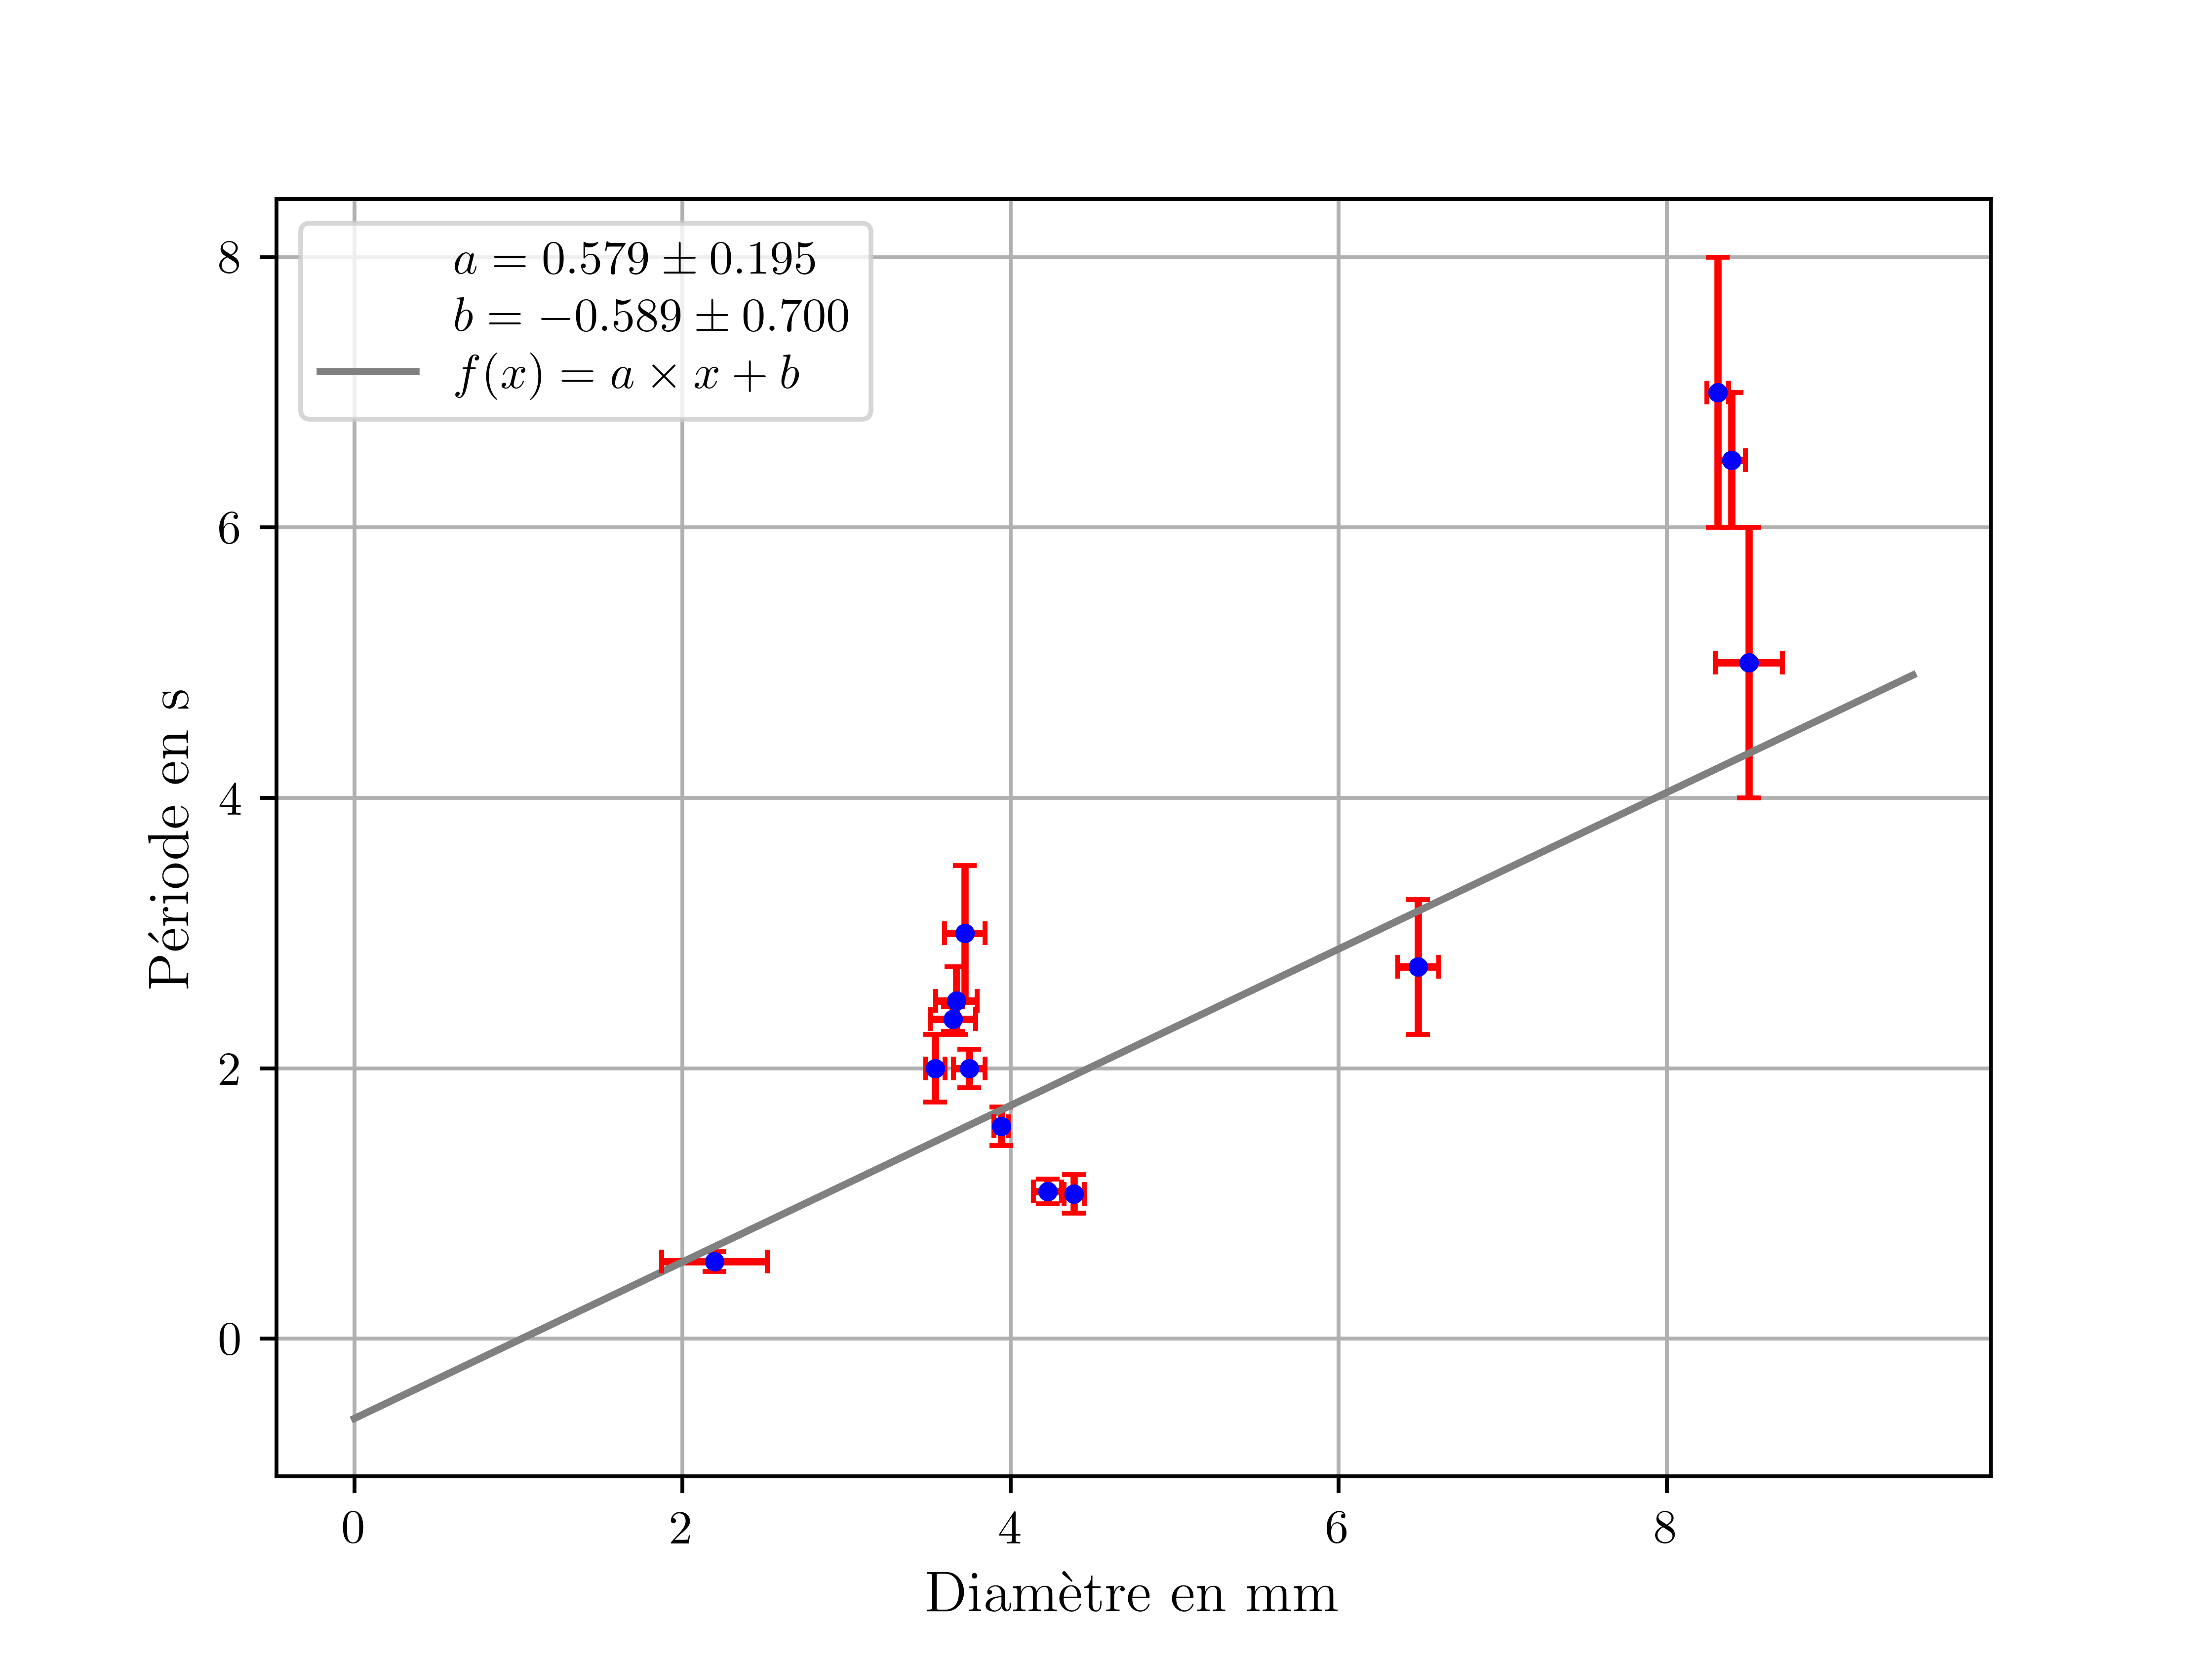 a = 0.579 ± 0.195
b = −0.589 ± 0.700
f(x) = a × x + b
8
6
4
2
0
Période en s
0 2 4 6 8
Diamètre en mm